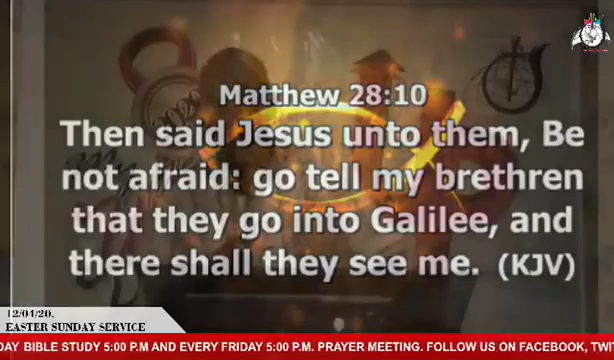 Matthew 28:10
Then said Jesus unto them, Be
not afraid: go tell my brethren
that they go into Galilee, and
there shall they see me. (KJV)
12/04/20.
EASTER SUNDAY SERVICE
DAY BIBLE STUDY 5:00 P.M AND EVERY FRIDAY 5:00 P.M. PRAYER MEETING. FOLLOW US ON FACEBOOK, TWI